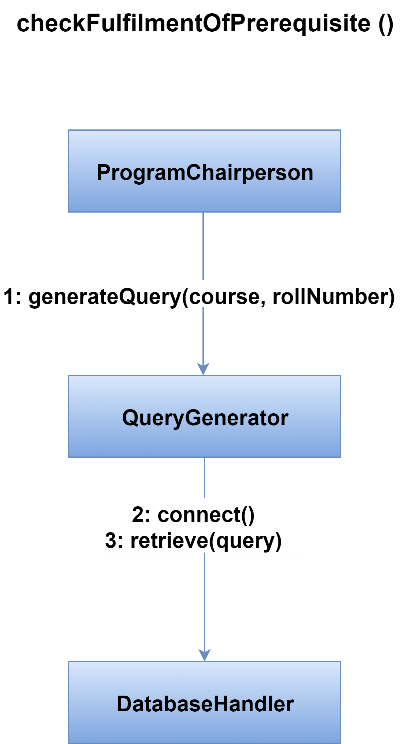 checkFulfilmentOfPrerequisite ()
ProgramChairperson
1: generateQuery(course, rollNumber)
QueryGenerator
2: connect()
3: retrieve(query)
DatabaseHandler